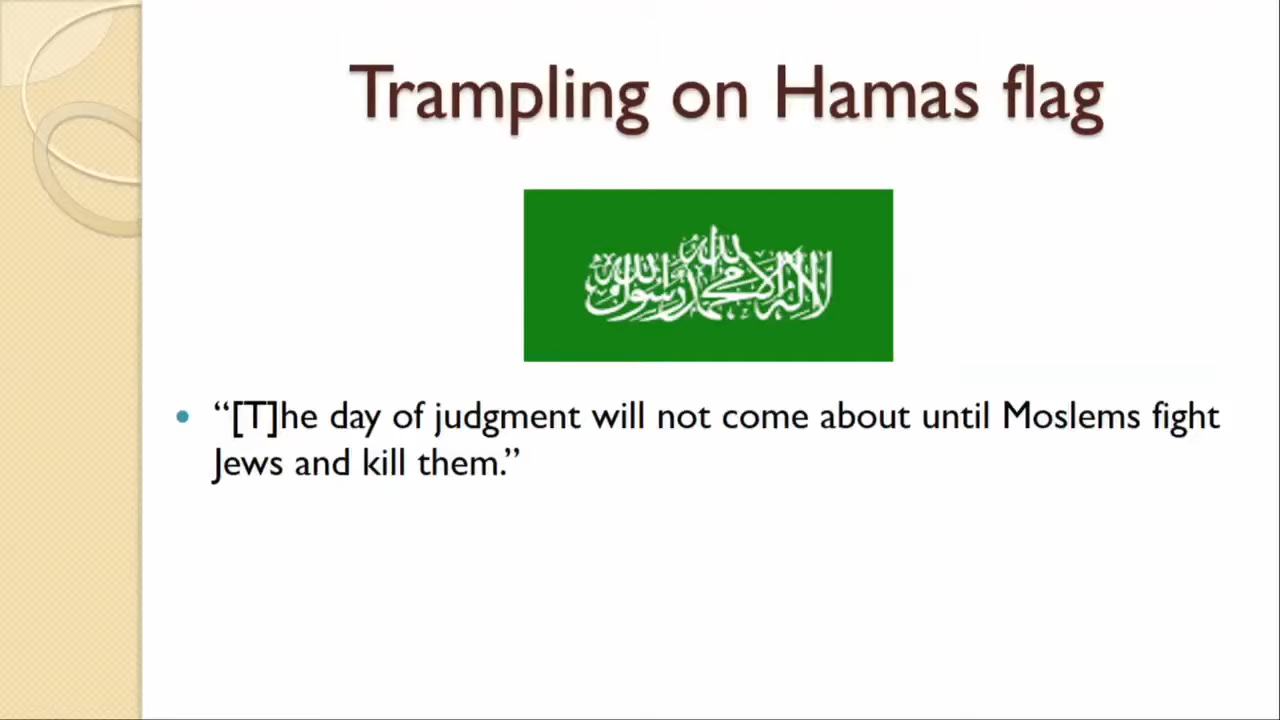 Trampling on Hamas flag
لا إله إلا الله محمد رسول الله
“[T]he day of judgment will not come about until Moslems fight
Jews and kill them.”